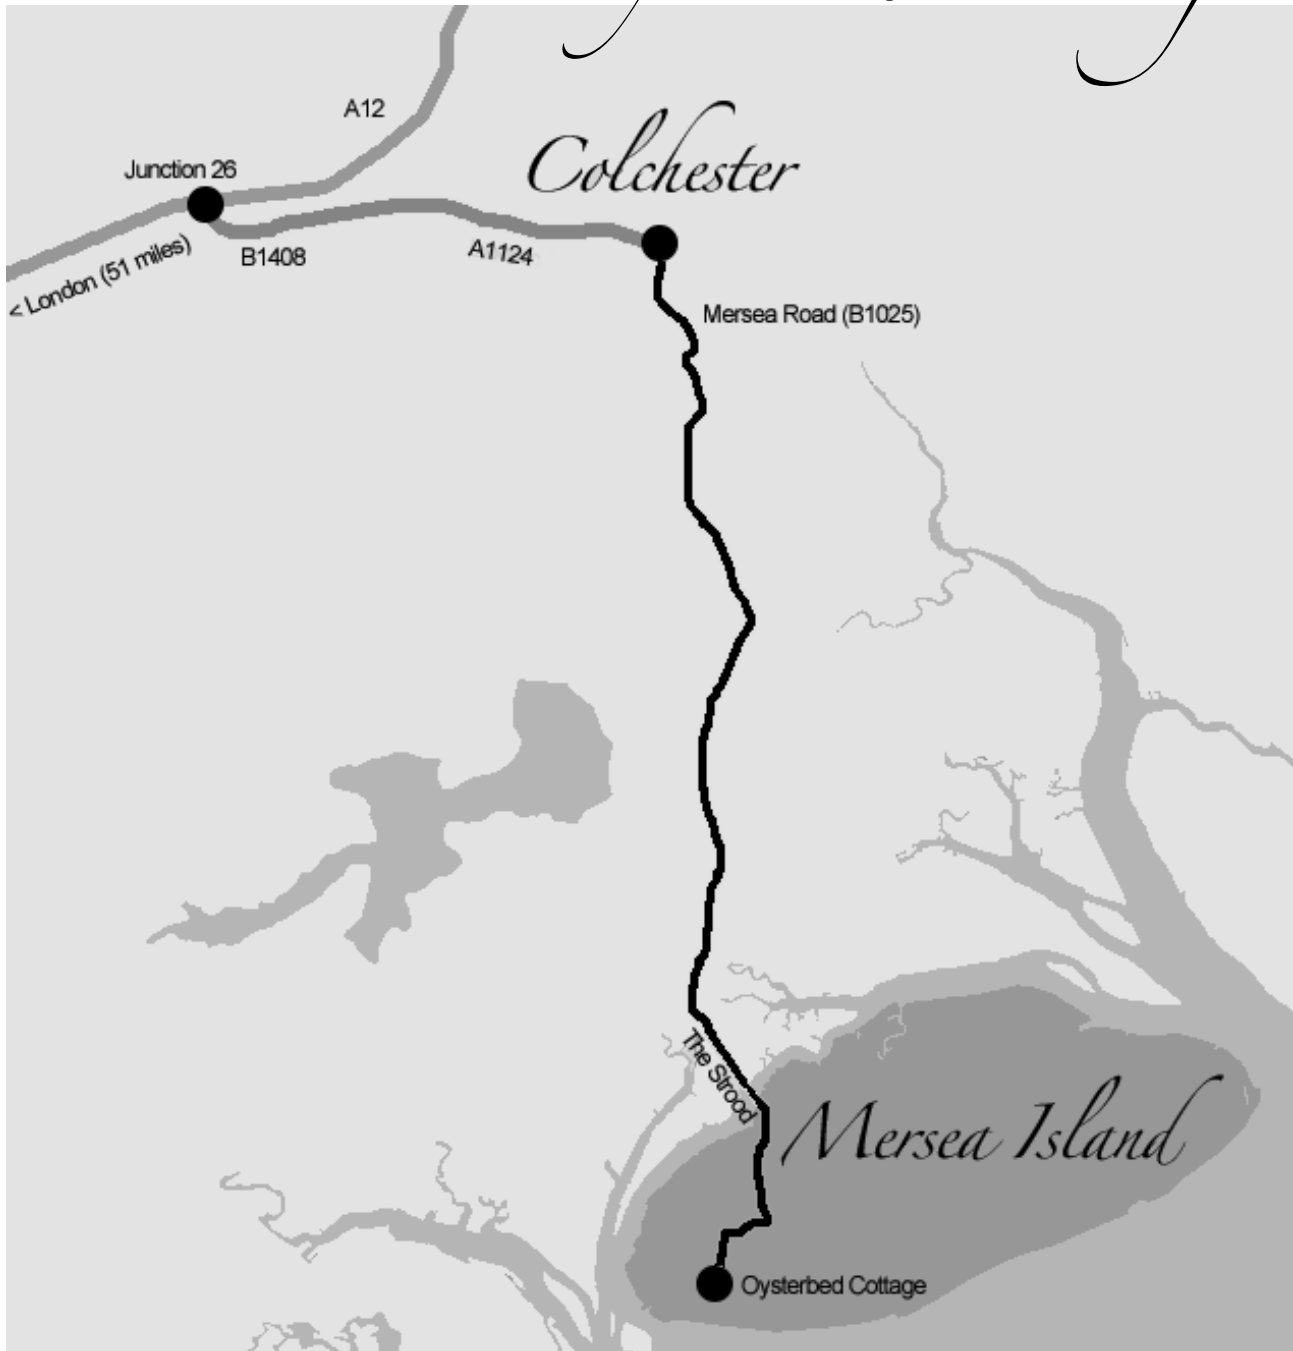 A12
Colchester
Junction 26
< London (51 miles)
B1408
A1124
Mersea Road (B1025)
The Strood
Mersea Island
Oysterbed Cottage